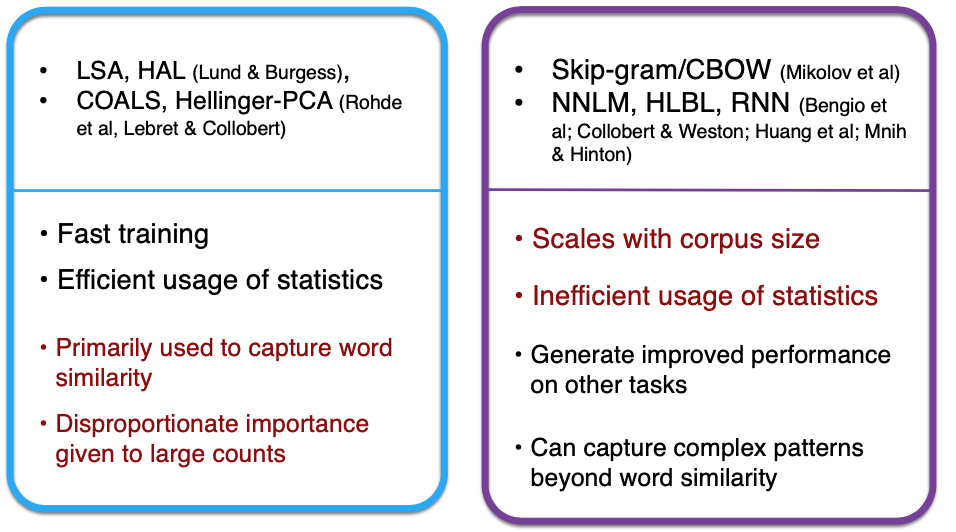 • LSA, HAL (Lund & Burgess),
• COALS, Hellinger-PCA (Rohde
et al, Lebret & Collobert)
• Fast training
• Efficient usage of statistics
• Primarily used to capture word
similarity
• Disproportionate importance
given to large counts
• Skip-gram/CBOW (Mikolov et al)
• NNLM, HLBL, RNN (Bengio et
al; Collobert & Weston; Huang et al; Mnih
& Hinton)
• Scales with corpus size
• Inefficient usage of statistics
• Generate improved performance
on other tasks
• Can capture complex patterns
beyond word similarity